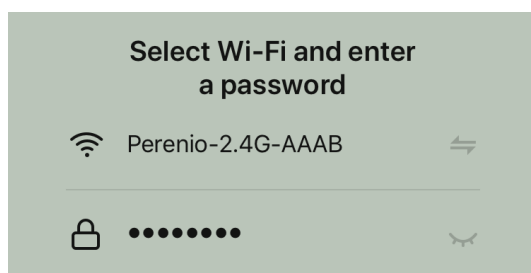 Select Wi-Fi and enter
a password
Perenio-2.4G-AAAB
••••••••